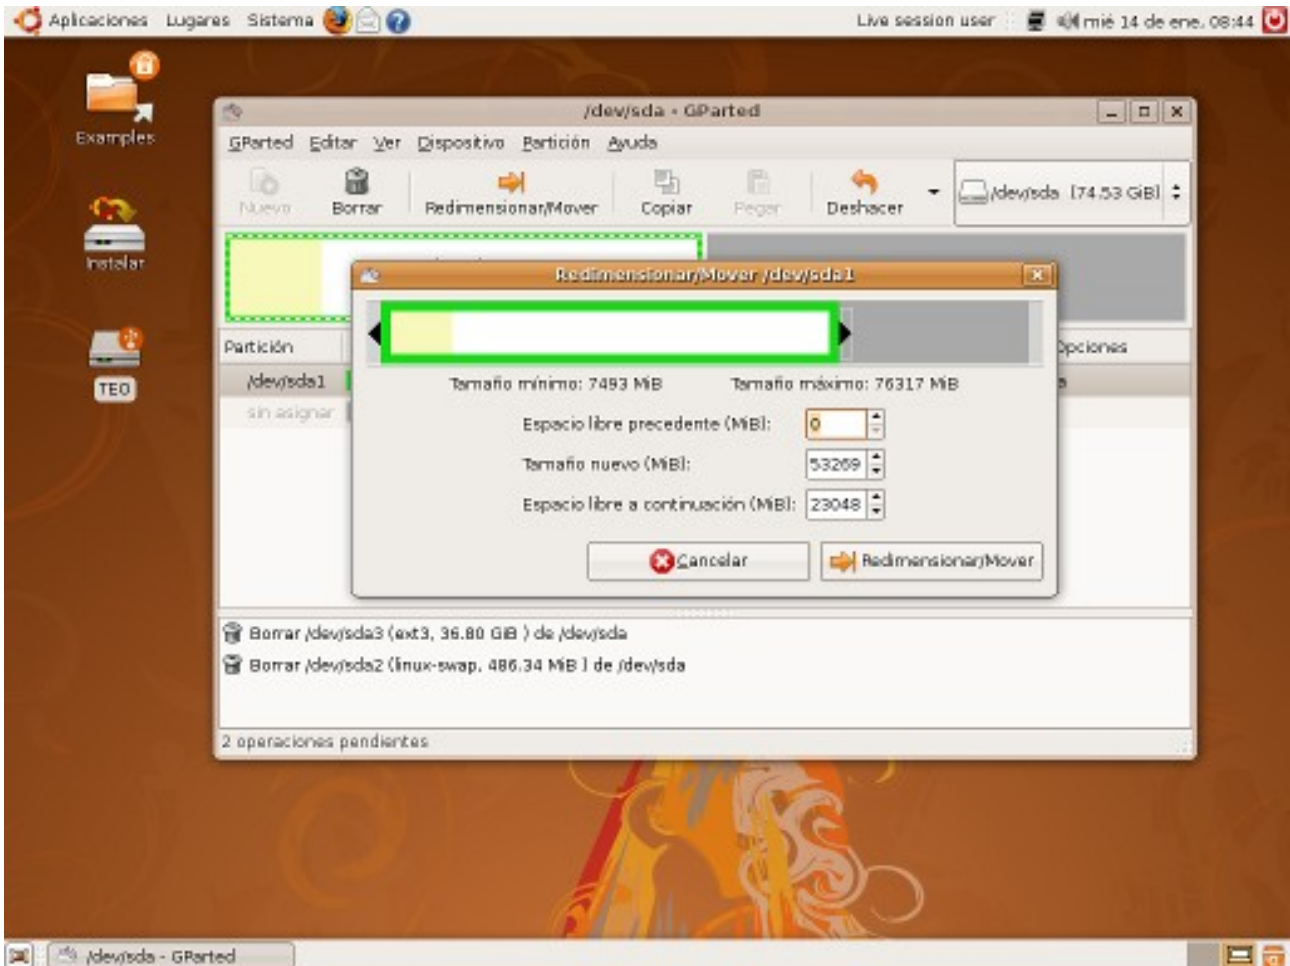 Aplicaciones Lugares Sistema Live session user mié 14 de ene, 08:44
Examples
Instalar
TEO
/dev/sda - GParted
GParted Editar Ver Dispositivo Partición Ayuda
Nuevo Borrar Redimensionar/Mover Copiar Pegar Deshacer /dev/sda [74.53 GiB]
Redimensionar/Mover /dev/sda1
Partición Opciones
/dev/sda1
sin asignar
Tamaño mínimo: 7493 MiB Tamaño máximo: 76317 MiB
Espacio libre precedente (MiB): 0
Tamaño nuevo (MiB): 53269
Espacio libre a continuación (MiB): 23048
Cancelar Redimensionar/Mover
Borrar /dev/sda3 (ext3, 36.80 GiB ) de /dev/sda
Borrar /dev/sda2 (linux-swap, 486.34 MiB ) de /dev/sda
2 operaciones pendientes
/dev/sda - GParted